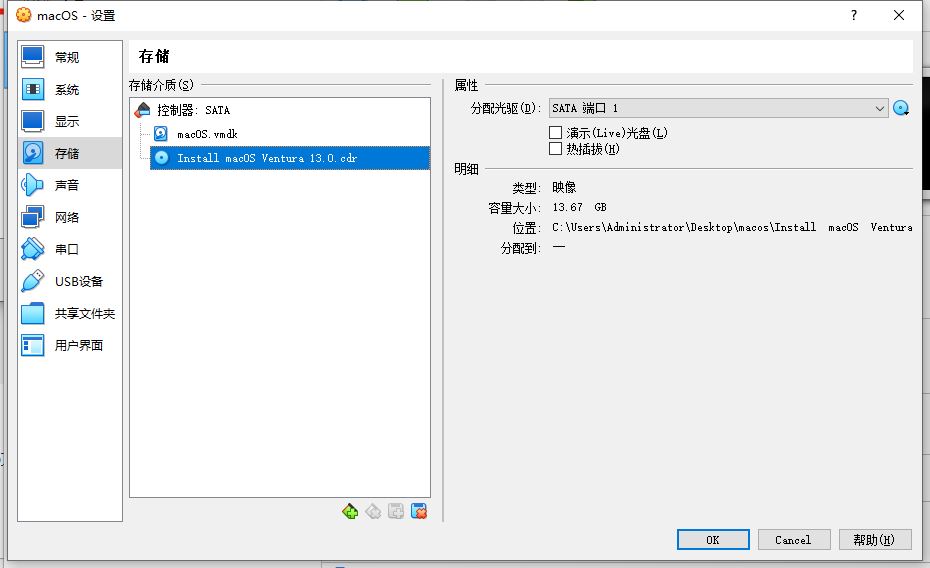 macOS - 设置
?
常规
系统
显示
存储
声音
网络
串口
USB设备
共享文件夹
用户界面
存储
存储介质(S)
控制器: SATA
macOS.vmdk
Install macOS Ventura 13.0.cdr
属性
分配光驱(D): SATA 端口 1
演示(Live)光盘(L)
热插拔(H)
明细
类型: 映像
容量大小: 13.67 GB
位置: C:\Users\Administrator\Desktop\macos\Install macOS Ventura
分配到: —
OK
Cancel
帮助(H)